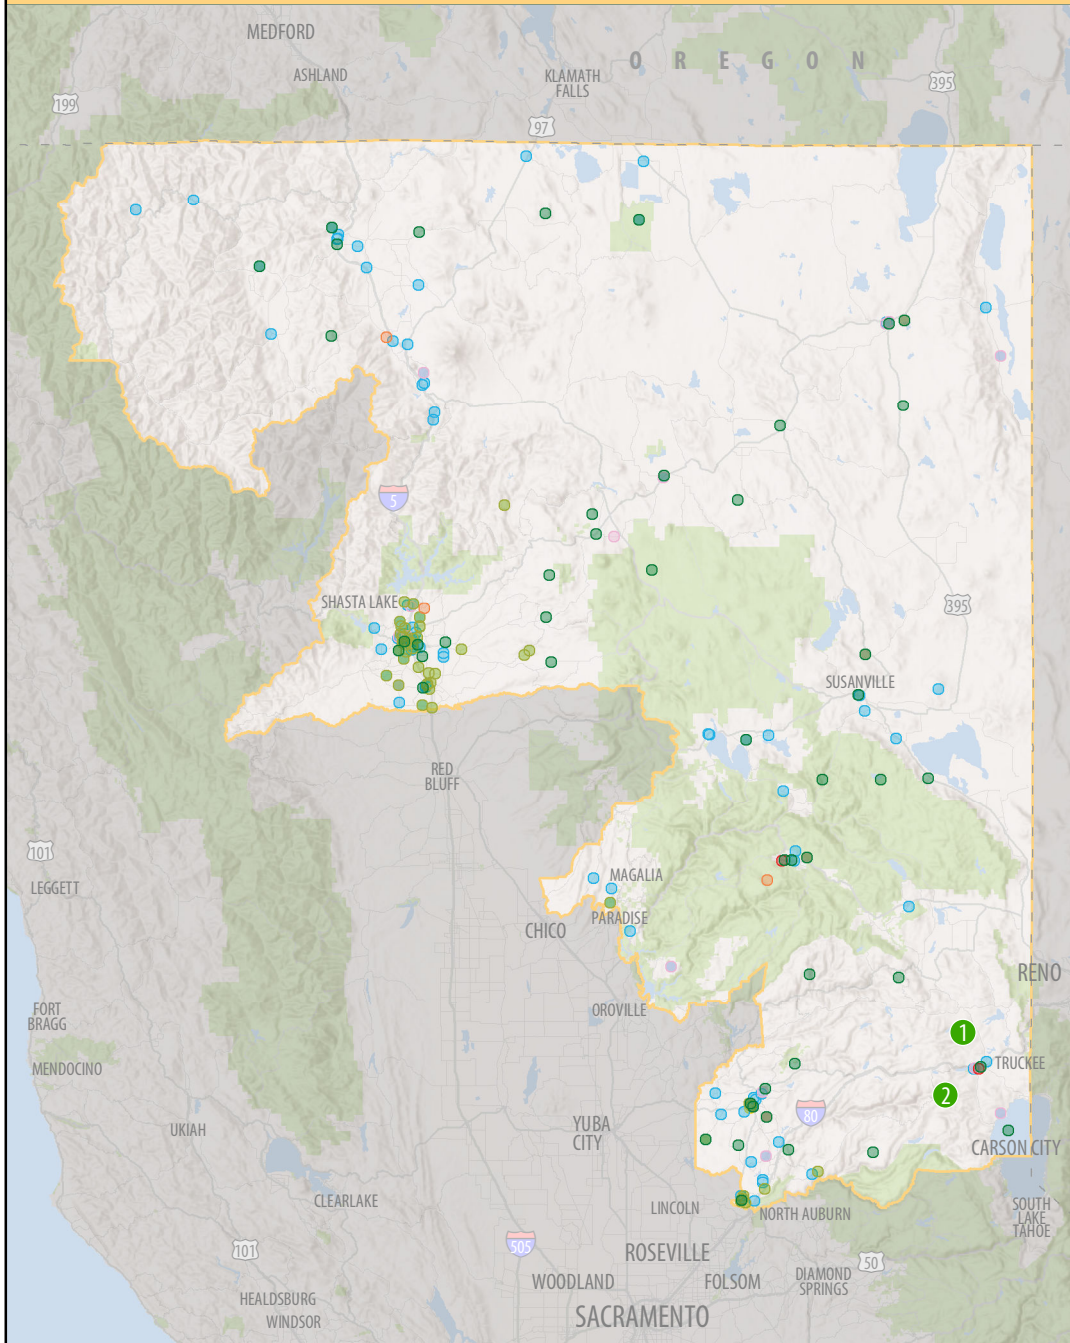 MEDFORD
OREGON
ASHLAND
KLAMATH
FALLS
395
199
97
5
SHASTA LAKE
395
SUSANVILLE
RED
BLUFF
101
LEGGETT
MAGALIA
PARADISE
CHICO
RENO
OROVILLE
FORT
BRAGG
1
TRUCKEE
MENDOCINO
2
80
YUBA
CITY
UKIAH
CARSON CITY
CLEARLAKE
LINCOLN
NORTH AUBURN
SOUTH
LAKE
TAHOE
101
505
ROSEVILLE
50
WOODLAND
FOLSOM
DIAMOND
SPRINGS
HEALDSBURG
WINDSOR
SACRAMENTO